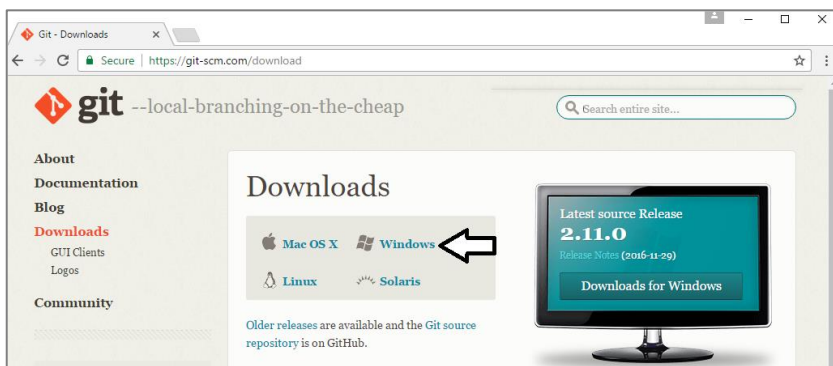 Git - Downloads
Secure | https://git-scm.com/download
git --local-branching-on-the-cheap
Search entire site...
About
Documentation
Blog
Downloads
GUI Clients
Logos
Community
Downloads
Mac OS X Windows
Linux Solaris
Older releases are available and the Git source
repository is on GitHub.
Latest source Release
2.11.0
Release Notes (2016-11-29)
Downloads for Windows